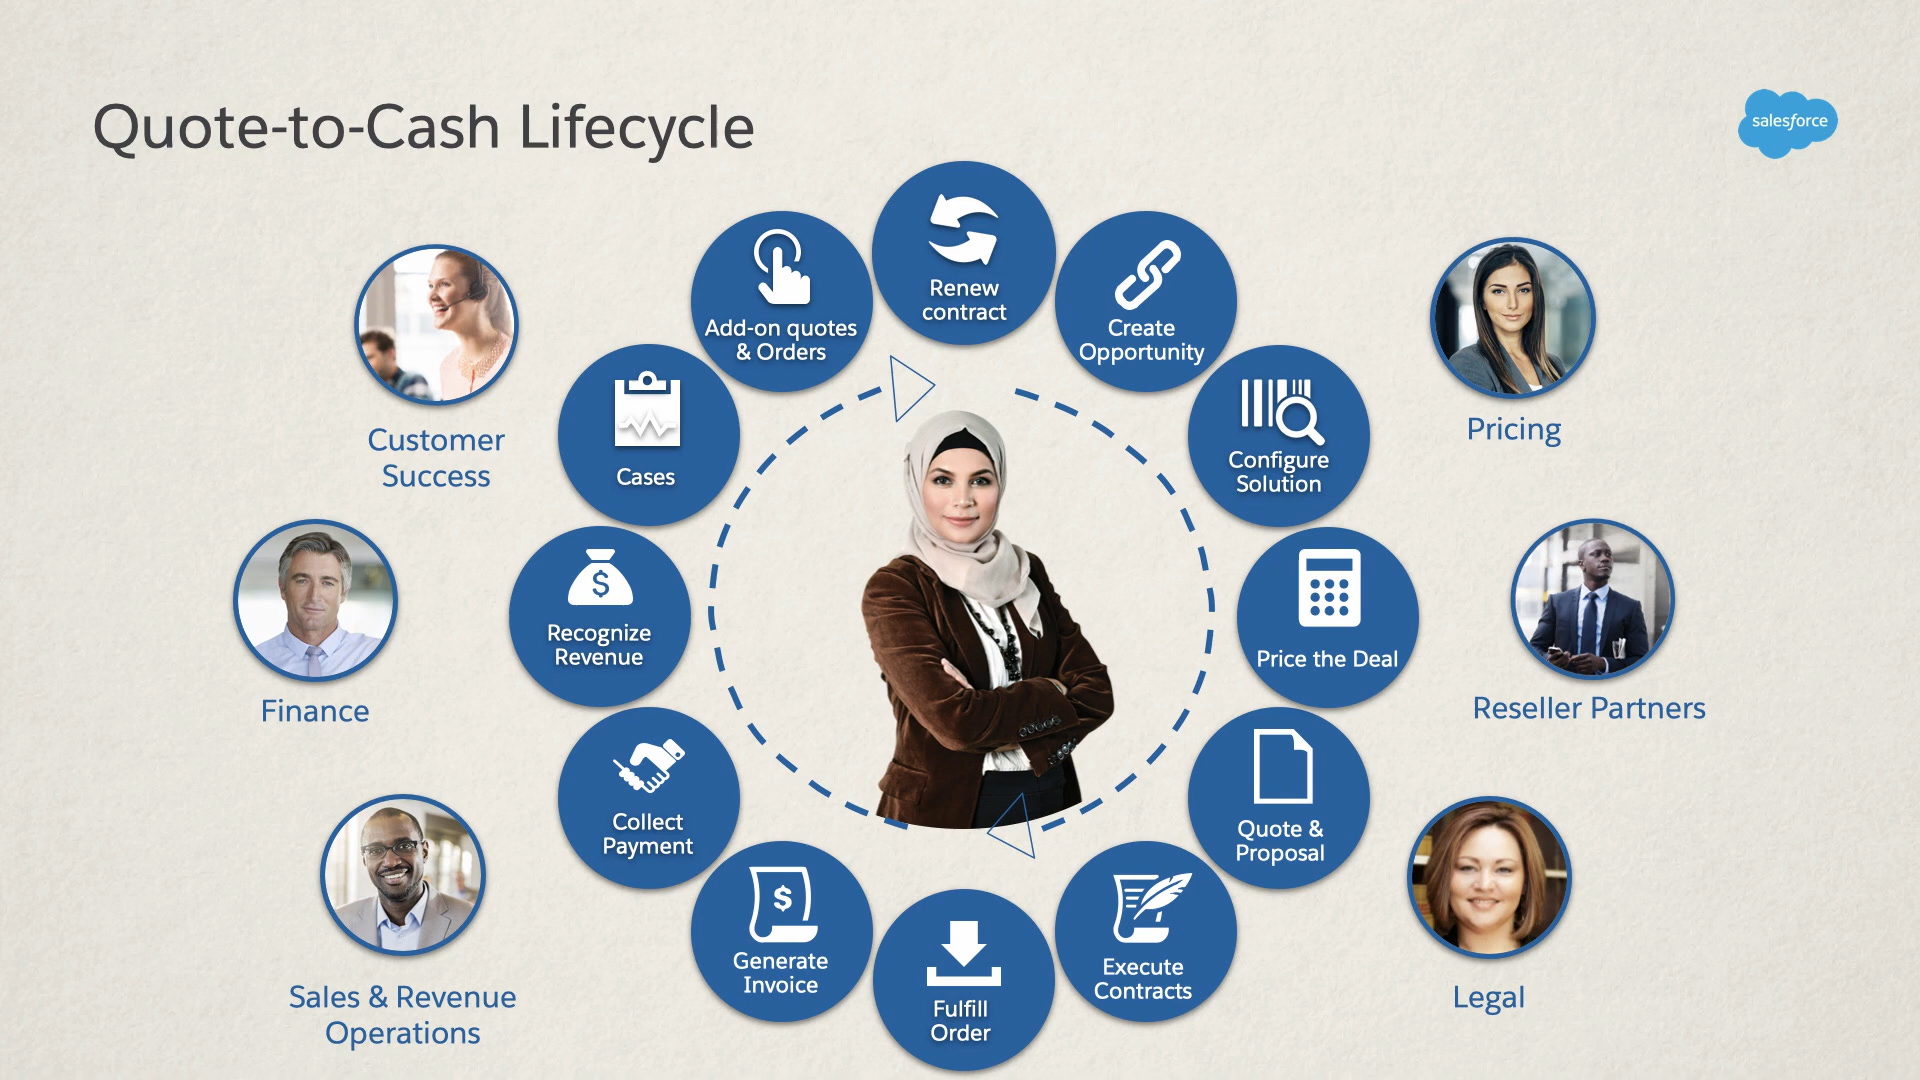 Quote-to-Cash Lifecycle
salesforce
Renew
contract
Create
Opportunity
Configure
Solution
Price the Deal
Quote &
Proposal
Execute
Contracts
Fulfill
Order
Generate
Invoice
$
Collect
Payment
Recognize
Revenue
$
Cases
Add-on quotes
& Orders
Customer
Success
Finance
Sales & Revenue
Operations
Pricing
Reseller Partners
Legal